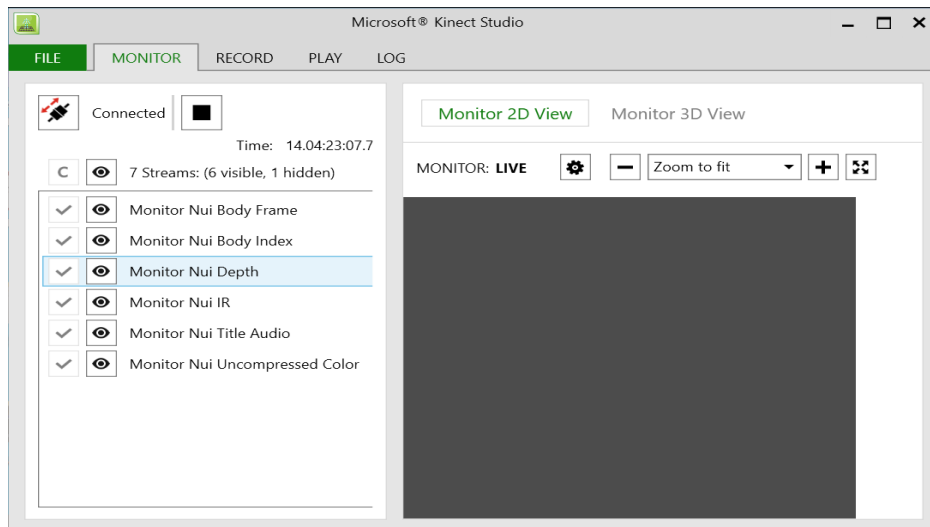 Microsoft® Kinect Studio
FILE MONITOR RECORD PLAY LOG
Connected
Time: 14.04:23:07.7
C 7 Streams: (6 visible, 1 hidden)
Monitor Nui Body Frame
Monitor Nui Body Index
Monitor Nui Depth
Monitor Nui IR
Monitor Nui Title Audio
Monitor Nui Uncompressed Color
Monitor 2D View Monitor 3D View
MONITOR: LIVE Zoom to fit